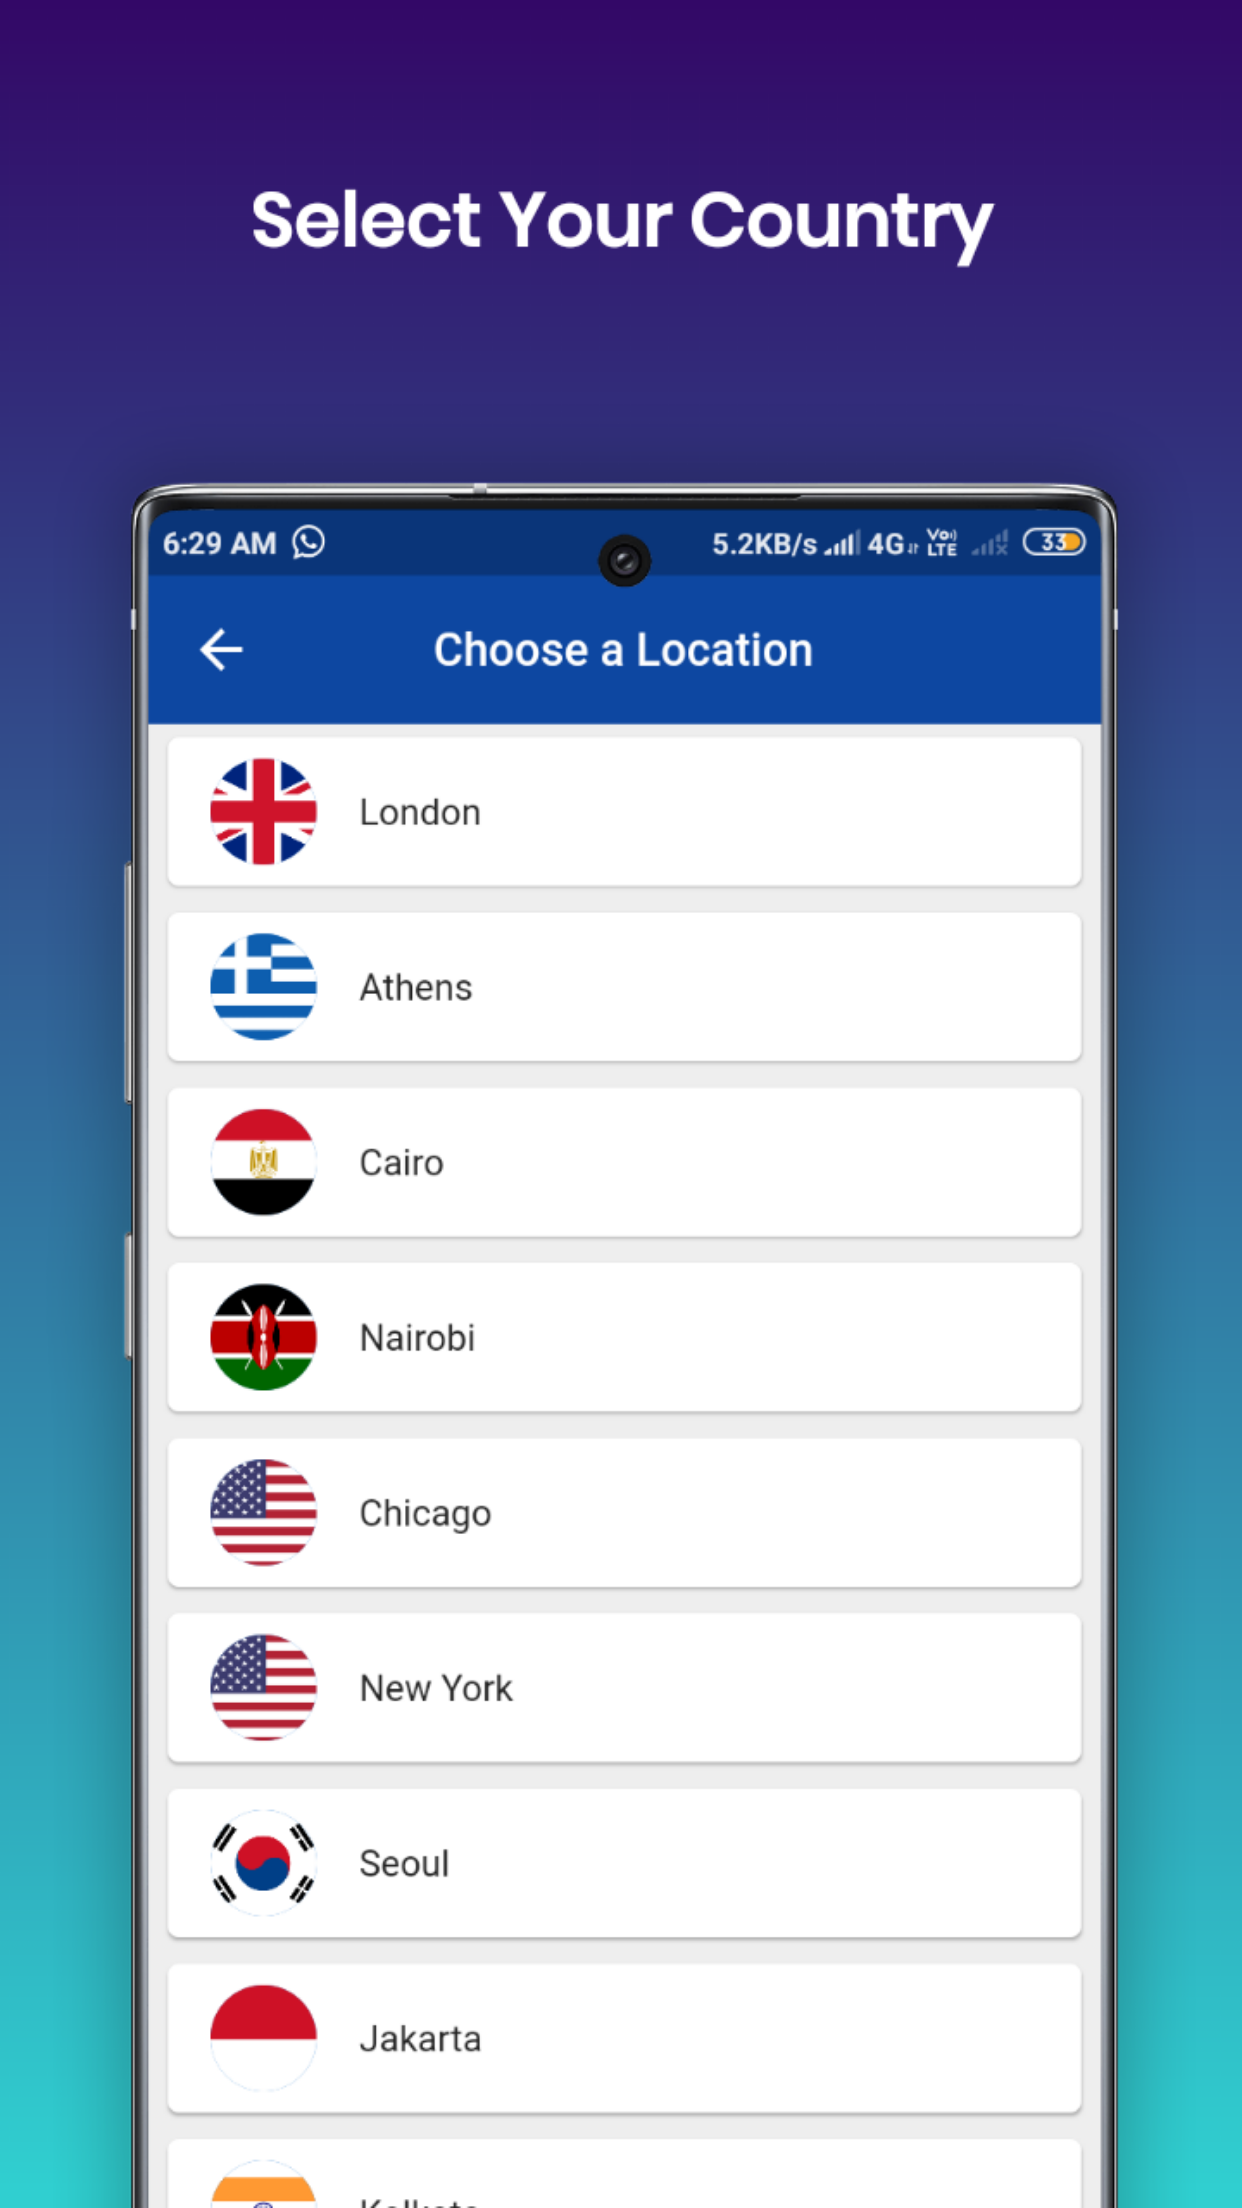 Select Your Country
6:29 AM 5.2KB/s 4G Vo LTE 33
Choose a Location
London
Athens
Cairo
Nairobi
Chicago
New York
Seoul
Jakarta